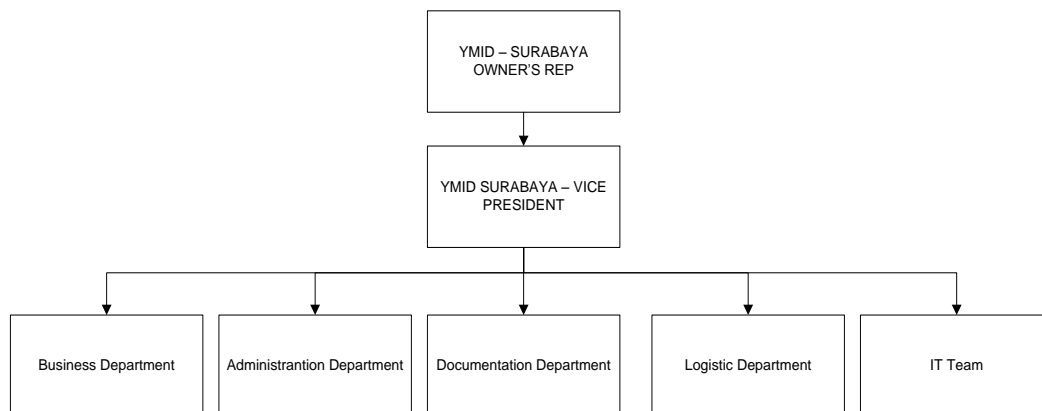 YMID – SURABAYA
OWNER'S REP
YMID SURABAYA – VICE
PRESIDENT
Business Department
Administrantion Department
Documentation Department
Logistic Department
IT Team